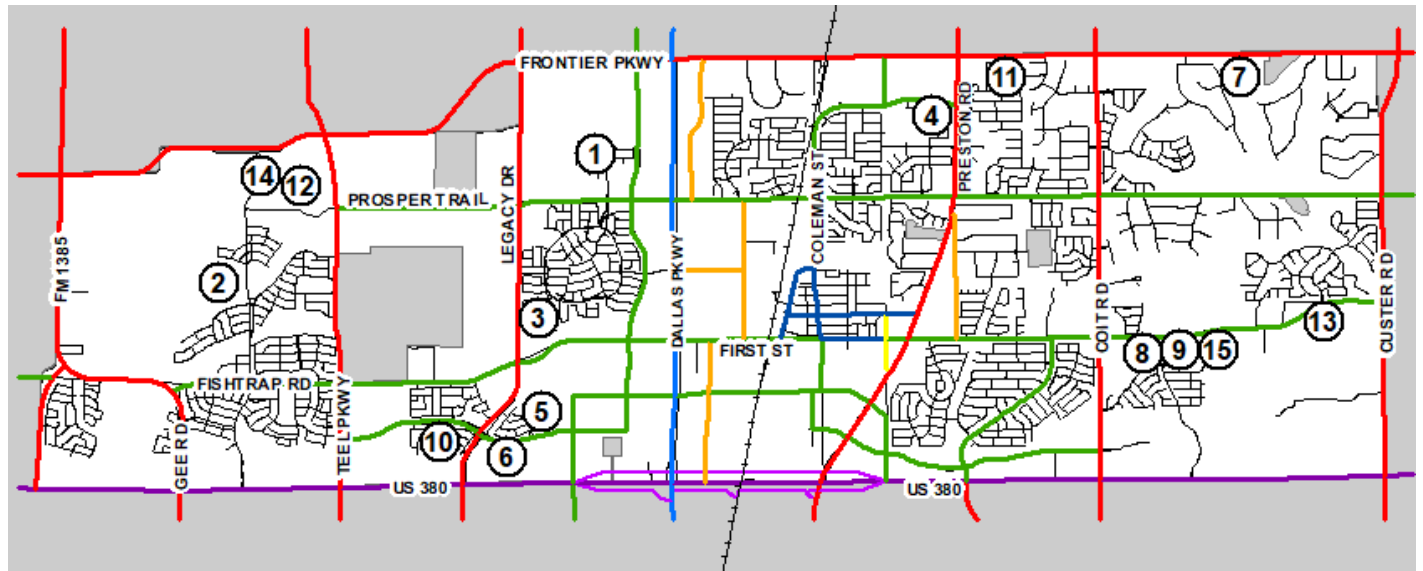 FRONTIER PKWY
11
7
4
PRESTON RD
1
COLEMAN ST
14
12
PROSPER TRAIL
LEGACY DR
FM 1385
2
DALLAS PKWY
3
13
COIT RD
CUSTER RD
FIRST ST
8
9
15
FISHTRAP RD
TEEL PKWY
5
GEE RD
10
6
US 380
US 380